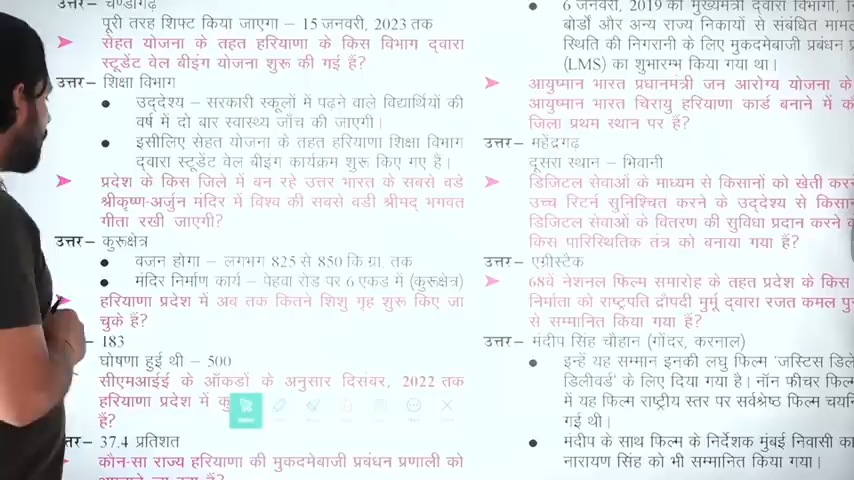 उत्तर– चण्डीगढ़
पूरी तरह शिफ्ट किया जाएगा – 15 जनवरी, 2023 तक
सेहत योजना के तहत हरियाणा के किस विभाग द्वारा
स्टूडेंट वेल बीइंग योजना शुरू की गई हैं?
उत्तर– शिक्षा विभाग
● उद्देश्य – सरकारी स्कूलों में पढ़ने वाले विद्यार्थियों की
वर्ष में दो बार स्वास्थ्य जाँच की जाएगी।
● इसीलिए सेहत योजना के तहत हरियाणा शिक्षा विभाग
द्वारा स्टूडेंट वेल बीइंग कार्यक्रम शुरू किए गए हैं।
प्रदेश के किस जिले में बन रहे उत्तर भारत के सबसे बडे
श्रीकृष्ण-अर्जुन मंदिर में विश्व की सबसे बडी श्रीमद् भगवत
गीता रखी जाएगी?
उत्तर– कुरूक्षेत्र
● वजन होगा – लगभग 825 से 850 कि.ग्रा. तक
● मंदिर निर्माण कार्य – पेहवा रोड पर 6 एकड में (कुरूक्षेत्र)
हरियाणा प्रदेश में अब तक कितने शिशु गृह शुरू किए जा
चुके हैं?
– 183
घोषणा हुई थी – 500
सीएमआईई के आँकडों के अनुसार दिसंबर, 2022 तक
हरियाणा प्रदेश में
हैं?
त्तर– 37.4 प्रतिशत
कौन-सा राज्य हरियाणा की मुकदमेबाजी प्रबंधन प्रणाली को
● 6 जनवरी, 2019 को मुख्यमंत्री द्वारा विभागों,
बोर्डों और अन्य राज्य निकायों से संबंधित
स्थिति की निगरानी के लिए मुकदमेबाजी प्रबंधन
(LMS) का शुभारम्भ किया गया था।
आयुष्मान भारत प्रधानमंत्री जन आरोग्य योजना के
आयुष्मान भारत चिरायु हरियाणा कार्ड बनाने में
जिला प्रथम स्थान पर हैं?
उत्तर– महेंद्रगढ़
दूसरा स्थान – भिवानी
डिजिटल सेवाओं के माध्यम से किसानों को खेती
उच्च रिटर्न सुनिश्चित करने के उद्देश्य से
डिजिटल सेवाओं के वितरण की सुविधा प्रदान करने
किस पारिस्थितिक तंत्र को बनाया गया हैं?
उत्तर– एग्रीस्टैक
68वें नेशनल फिल्म समारोह के तहत प्रदेश के किस
निर्माता को राष्ट्रपति द्रौपदी मुर्मू द्वारा रजत कमल
से सम्मानित किया गया हैं?
उत्तर– मंदीप सिंह चौहान (गोंदर, करनाल)
● इन्हें यह सम्मान इनकी लघु फिल्म 'जस्टिस
डिलीवर्ड' के लिए दिया गया है। नॉन फीचर
में यह फिल्म राष्ट्रीय स्तर पर सर्वश्रेष्ठ फिल्म
गई थी।
● मंदीप के साथ फिल्म के निर्देशक मुंबई निवासी
नारायण सिंह को भी सम्मानित किया गया।